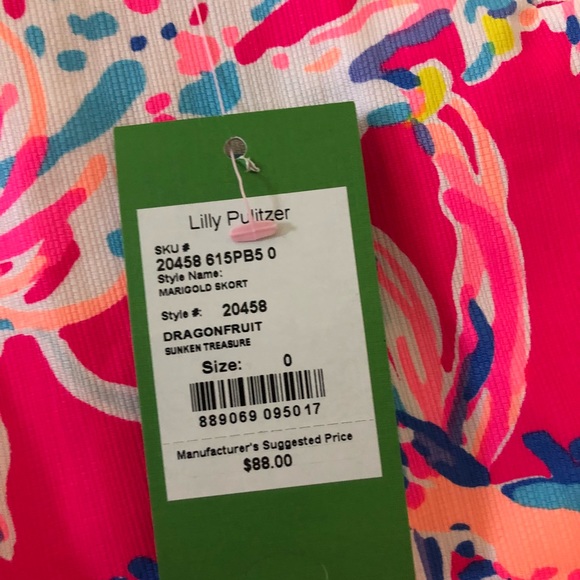 Lilly Pulitzer
SKU #
20458 615PB5 0
Style Name:
MARIGOLD SKORT
Style #: 20458
DRAGONFRUIT
SUNKEN TREASURE
Size: 0
889069 095017
Manufacturer's Suggested Price
$88.00